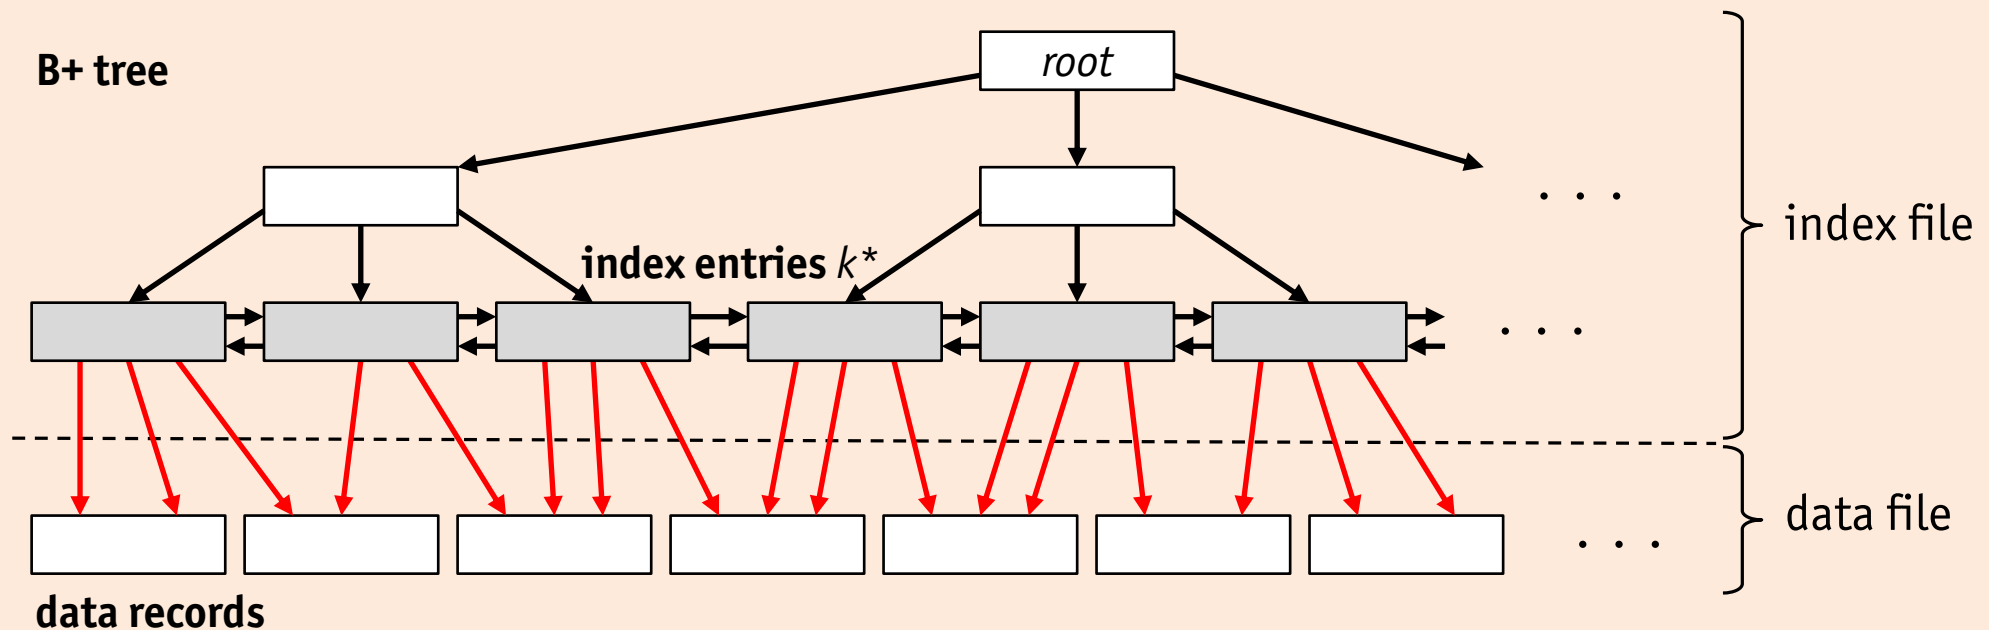 B+ tree
root
. . .
index file
index entries k*
. . .
data file
. . .
data records